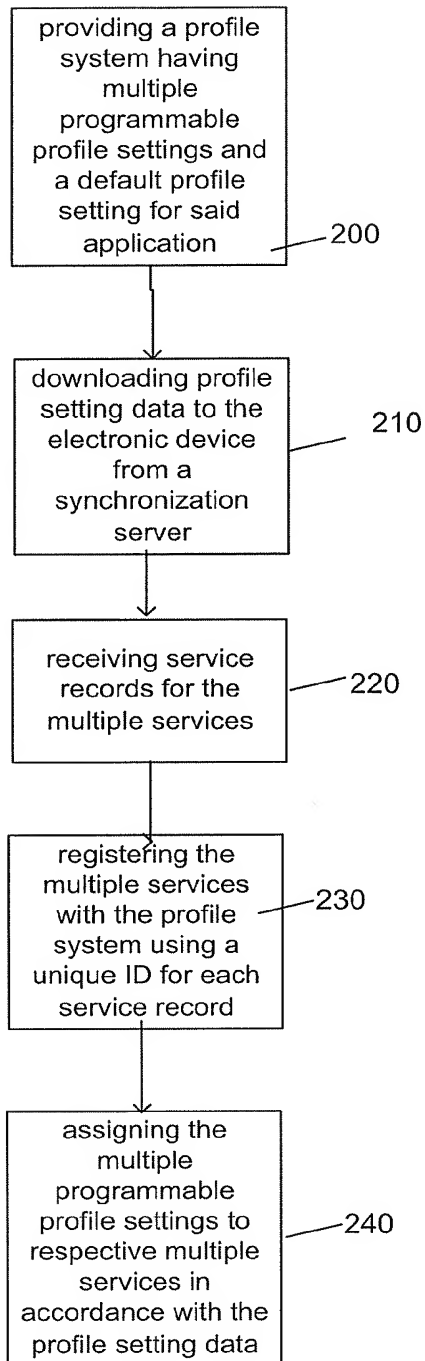 providing a profile
system having
multiple
programmable
profile settings and
a default profile
setting for said
application
200
downloading profile
setting data to the
electronic device
from a
synchronization
server
210
receiving service
records for the
multiple services
220
registering the
multiple services
with the profile
system using a
unique ID for each
service record
230
assigning the
multiple
programmable
profile settings to
respective multiple
services in
accordance with the
profile setting data
240